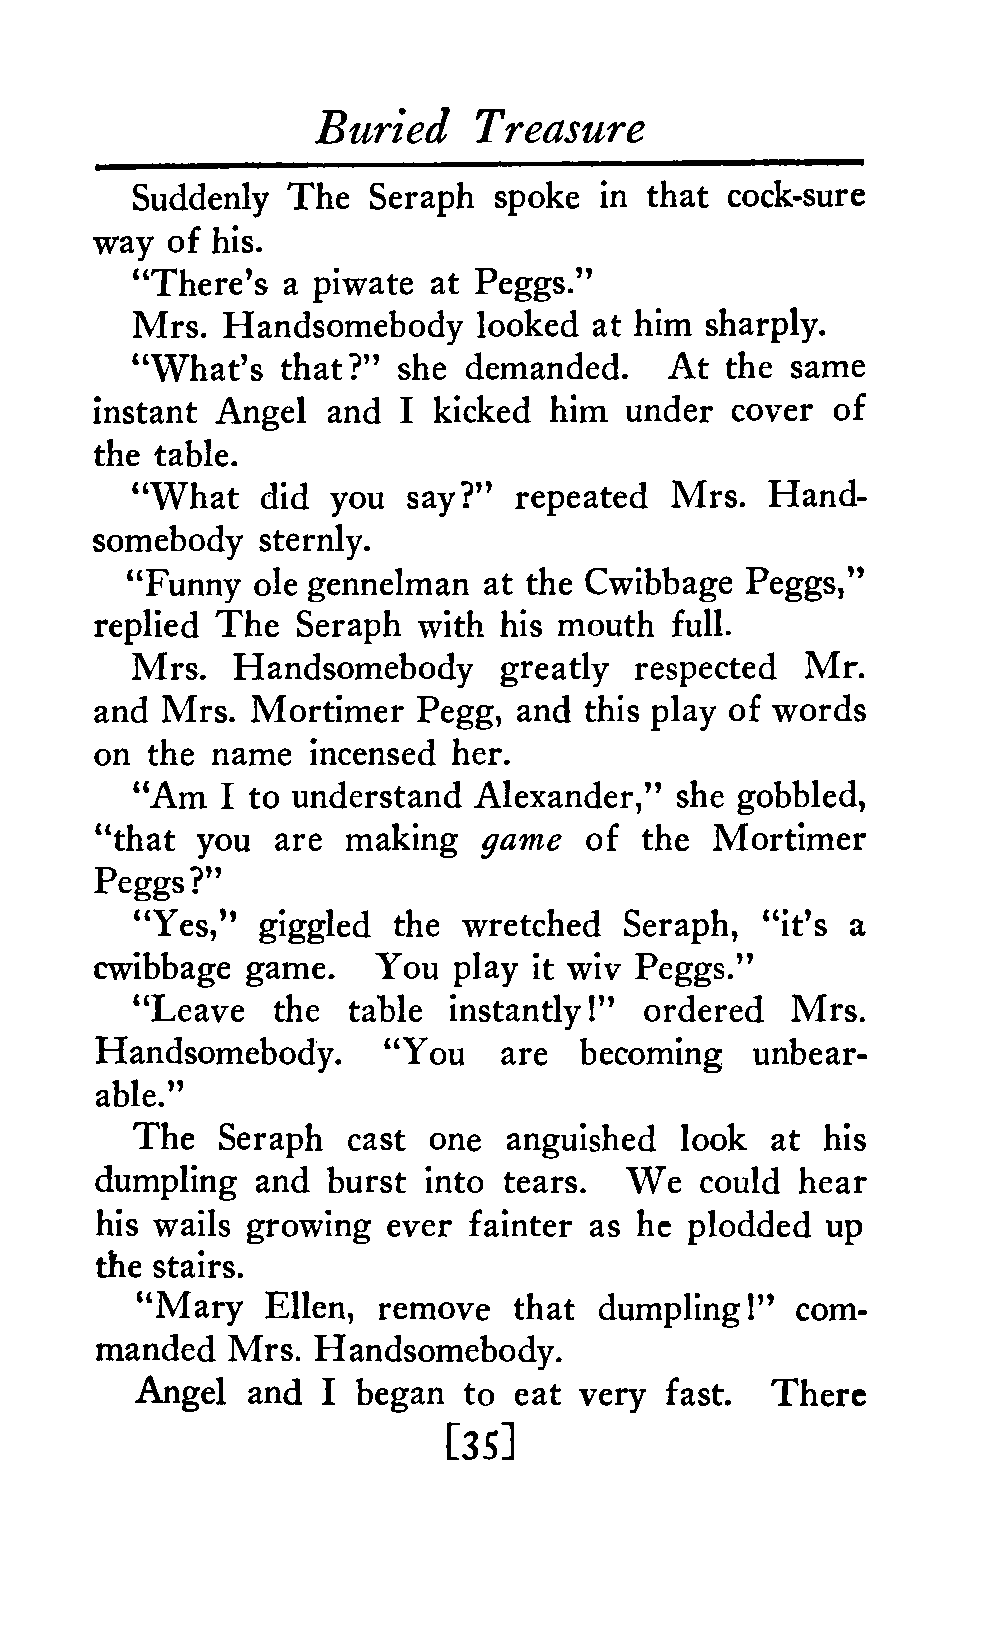 Buried Treasure
Suddenly The Seraph spoke in that cock-sure
way of his.
"There's a piwate at Peggs."
Mrs. Handsomebody looked at him sharply.
"What's that?" she demanded. At the same
instant Angel and I kicked him under cover of
the table.
"What did you say?" repeated Mrs. Hand-
somebody sternly.
"Funny ole gennelman at the Cwibbage Peggs,"
replied The Seraph with his mouth full.
Mrs. Handsomebody greatly respected Mr.
and Mrs. Mortimer Pegg, and this play of words
on the name incensed her.
"Am I to understand Alexander," she gobbled,
"that you are making game of the Mortimer
Peggs?"
"Yes," giggled the wretched Seraph, "it's a
cwibbage game. You play it wiv Peggs."
"Leave the table instantly!" ordered Mrs.
Handsomebody. "You are becoming unbear-
able."
The Seraph cast one anguished look at his
dumpling and burst into tears. We could hear
his wails growing ever fainter as he plodded up
the stairs.
"Mary Ellen, remove that dumpling!" com-
manded Mrs. Handsomebody.
Angel and I began to eat very fast. There
[35]